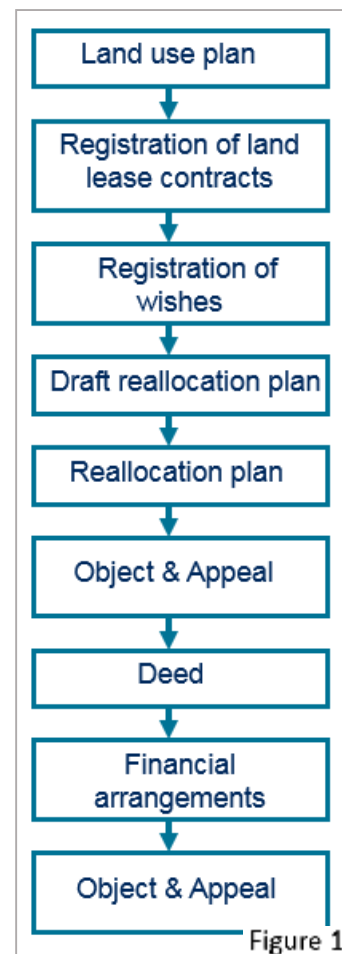 Land use plan
Registration of land
lease contracts
Registration of
wishes
Draft reallocation plan
Reallocation plan
Object & Appeal
Deed
Financial
arrangements
Object & Appeal
Figure 1